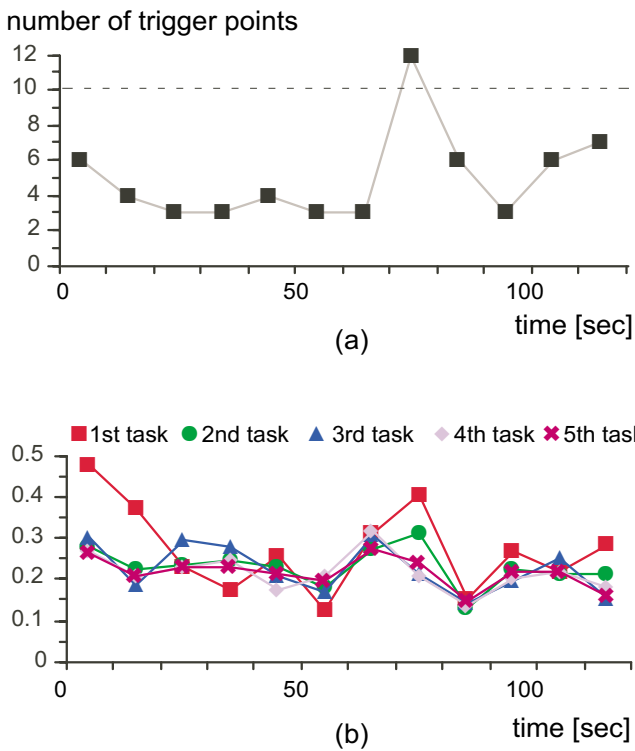 number of trigger points
12
10
8
6
4
2
0
0 50 100
time [sec]
(a)
1st task 2nd task 3rd task 4th task 5th task
0.5
0.4
0.3
0.2
0.1
0
0 50 100
time [sec]
(b)